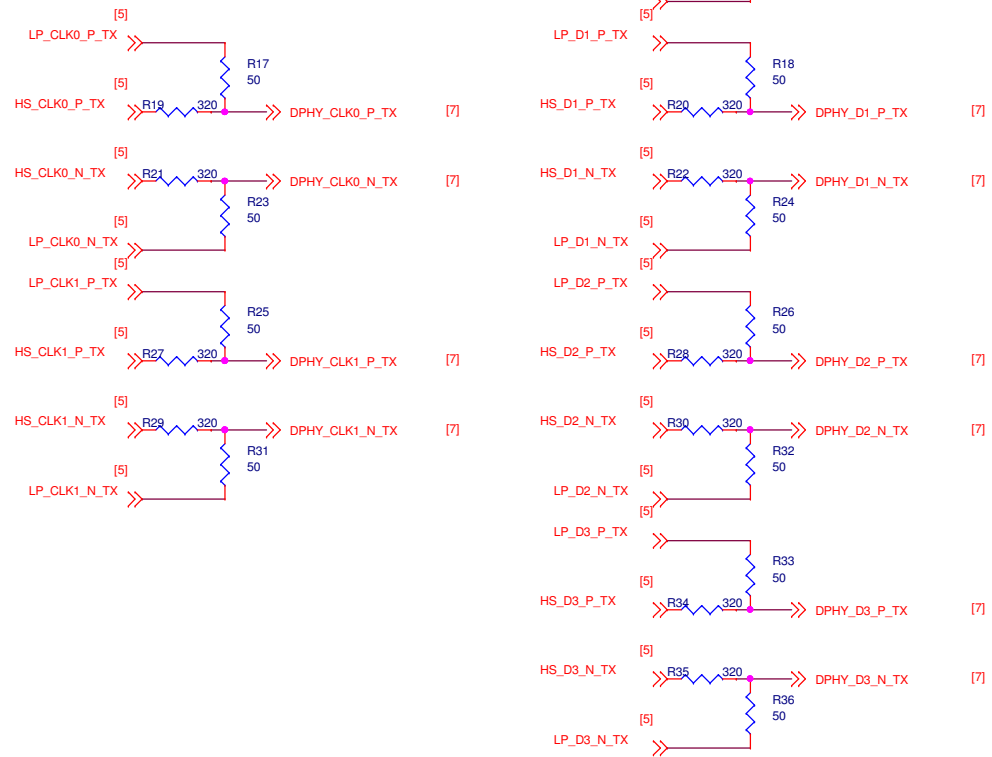 [5]
LP_CLK0_P_TX
R17
50
[5]
HS_CLK0_P_TX
R19
320
DPHY_CLK0_P_TX
[7]
[5]
HS_CLK0_N_TX
R21
320
DPHY_CLK0_N_TX
[7]
R23
50
[5]
LP_CLK0_N_TX
[5]
LP_CLK1_P_TX
R25
50
[5]
HS_CLK1_P_TX
R27
320
DPHY_CLK1_P_TX
[7]
[5]
HS_CLK1_N_TX
R29
320
DPHY_CLK1_N_TX
[7]
R31
50
[5]
LP_CLK1_N_TX
[5]
LP_D1_P_TX
R18
50
[5]
HS_D1_P_TX
R20
320
DPHY_D1_P_TX
[7]
[5]
HS_D1_N_TX
R22
320
DPHY_D1_N_TX
[7]
R24
50
[5]
LP_D1_N_TX
[5]
LP_D2_P_TX
R26
50
[5]
HS_D2_P_TX
R28
320
DPHY_D2_P_TX
[7]
[5]
HS_D2_N_TX
R30
320
DPHY_D2_N_TX
[7]
R32
50
[5]
LP_D2_N_TX
[5]
LP_D3_P_TX
R33
50
[5]
HS_D3_P_TX
R34
320
DPHY_D3_P_TX
[7]
[5]
HS_D3_N_TX
R35
320
DPHY_D3_N_TX
[7]
R36
50
[5]
LP_D3_N_TX